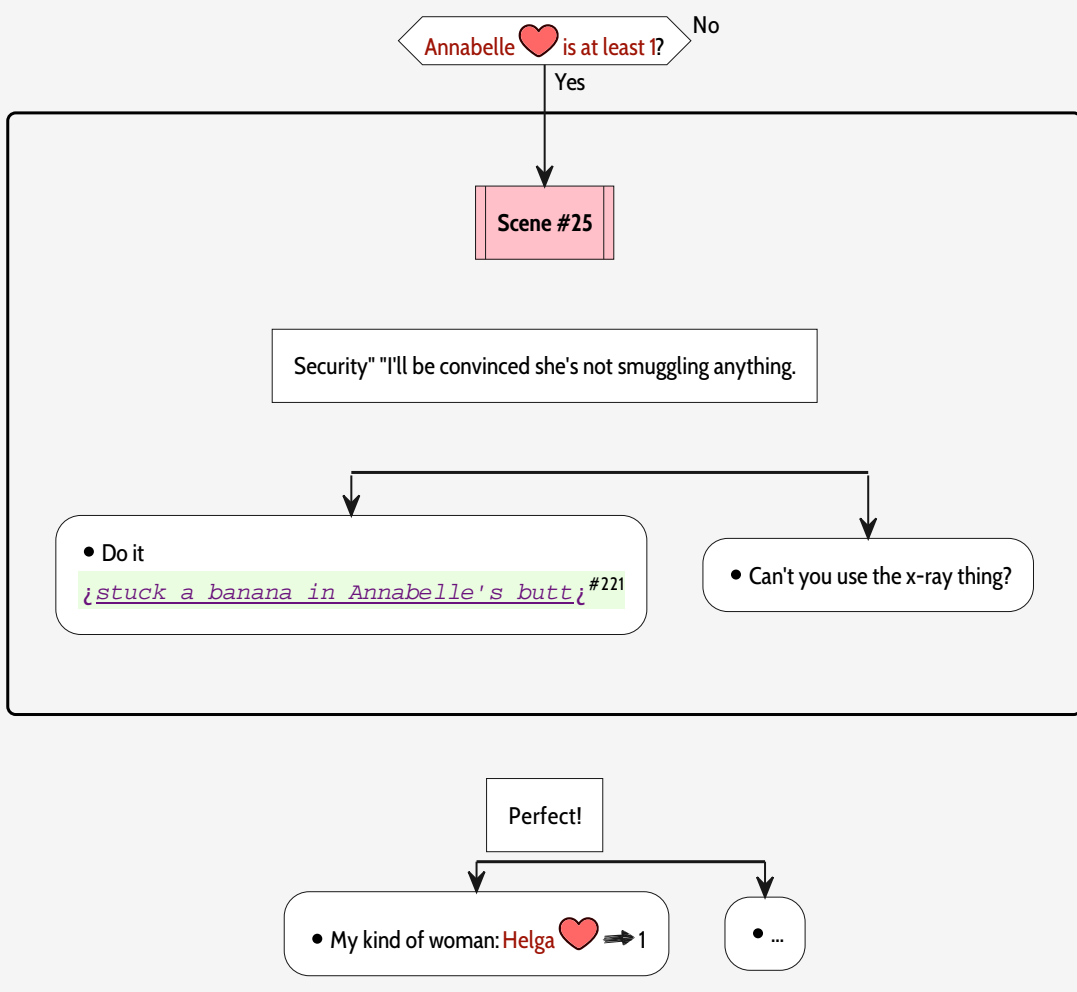 No
Annabelle is at least 1?
Yes
Scene #25
Security" "I'll be convinced she's not smuggling anything.
• Do it
¿stuck a banana in Annabelle's butt¿#221
• Can't you use the x-ray thing?
Perfect!
• My kind of woman: Helga 1
• ...